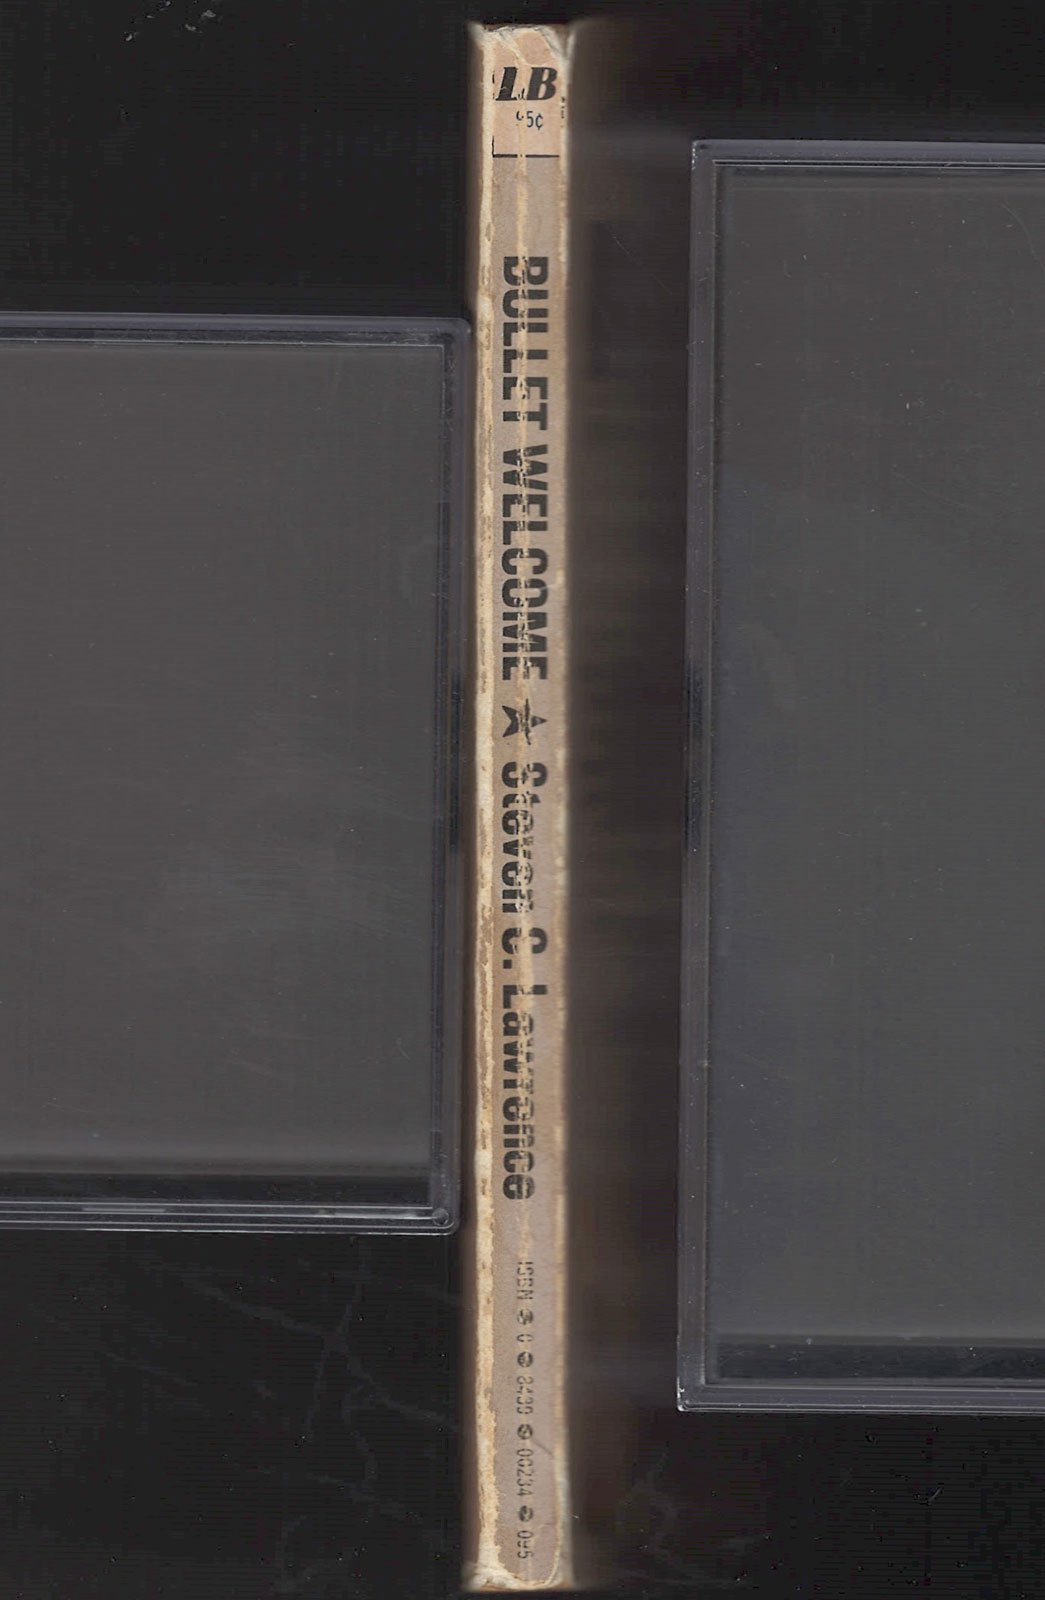 LB
95¢
BULLET WELCOME ★ Steven C. Lawrence
ISBN ● 0 ● 8439 ● 00234 ● 095